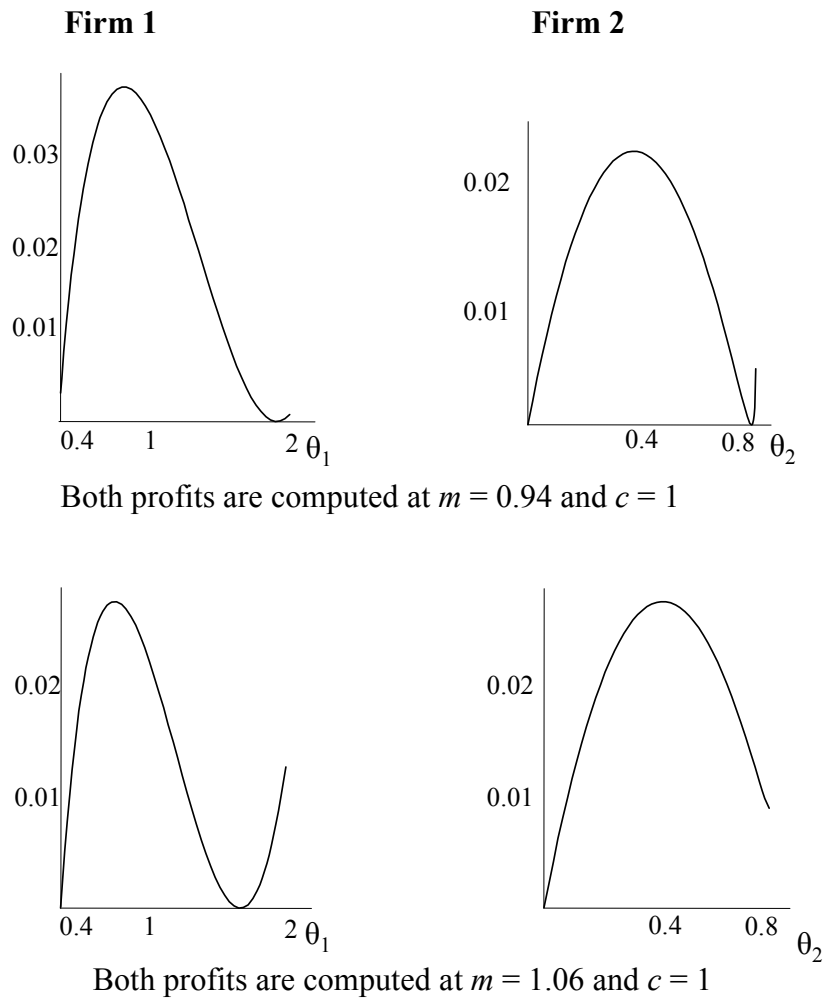 Firm 1
Firm 2
0.03
0.02
0.01
0.4 1 2 θ1
0.02
0.01
0.4 0.8 θ2
Both profits are computed at m = 0.94 and c = 1
0.02
0.01
0.4 1 2 θ1
0.02
0.01
0.4 0.8 θ2
Both profits are computed at m = 1.06 and c = 1